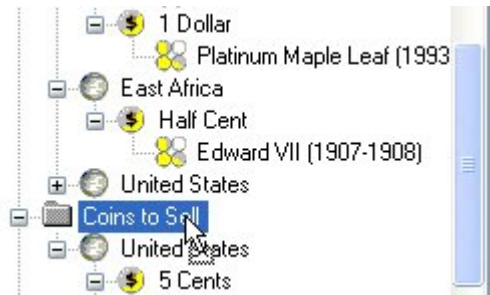 1 Dollar
Platinum Maple Leaf (1993
East Africa
Half Cent
Edward VII (1907-1908)
United States
Coins to Sell
United States
5 Cents